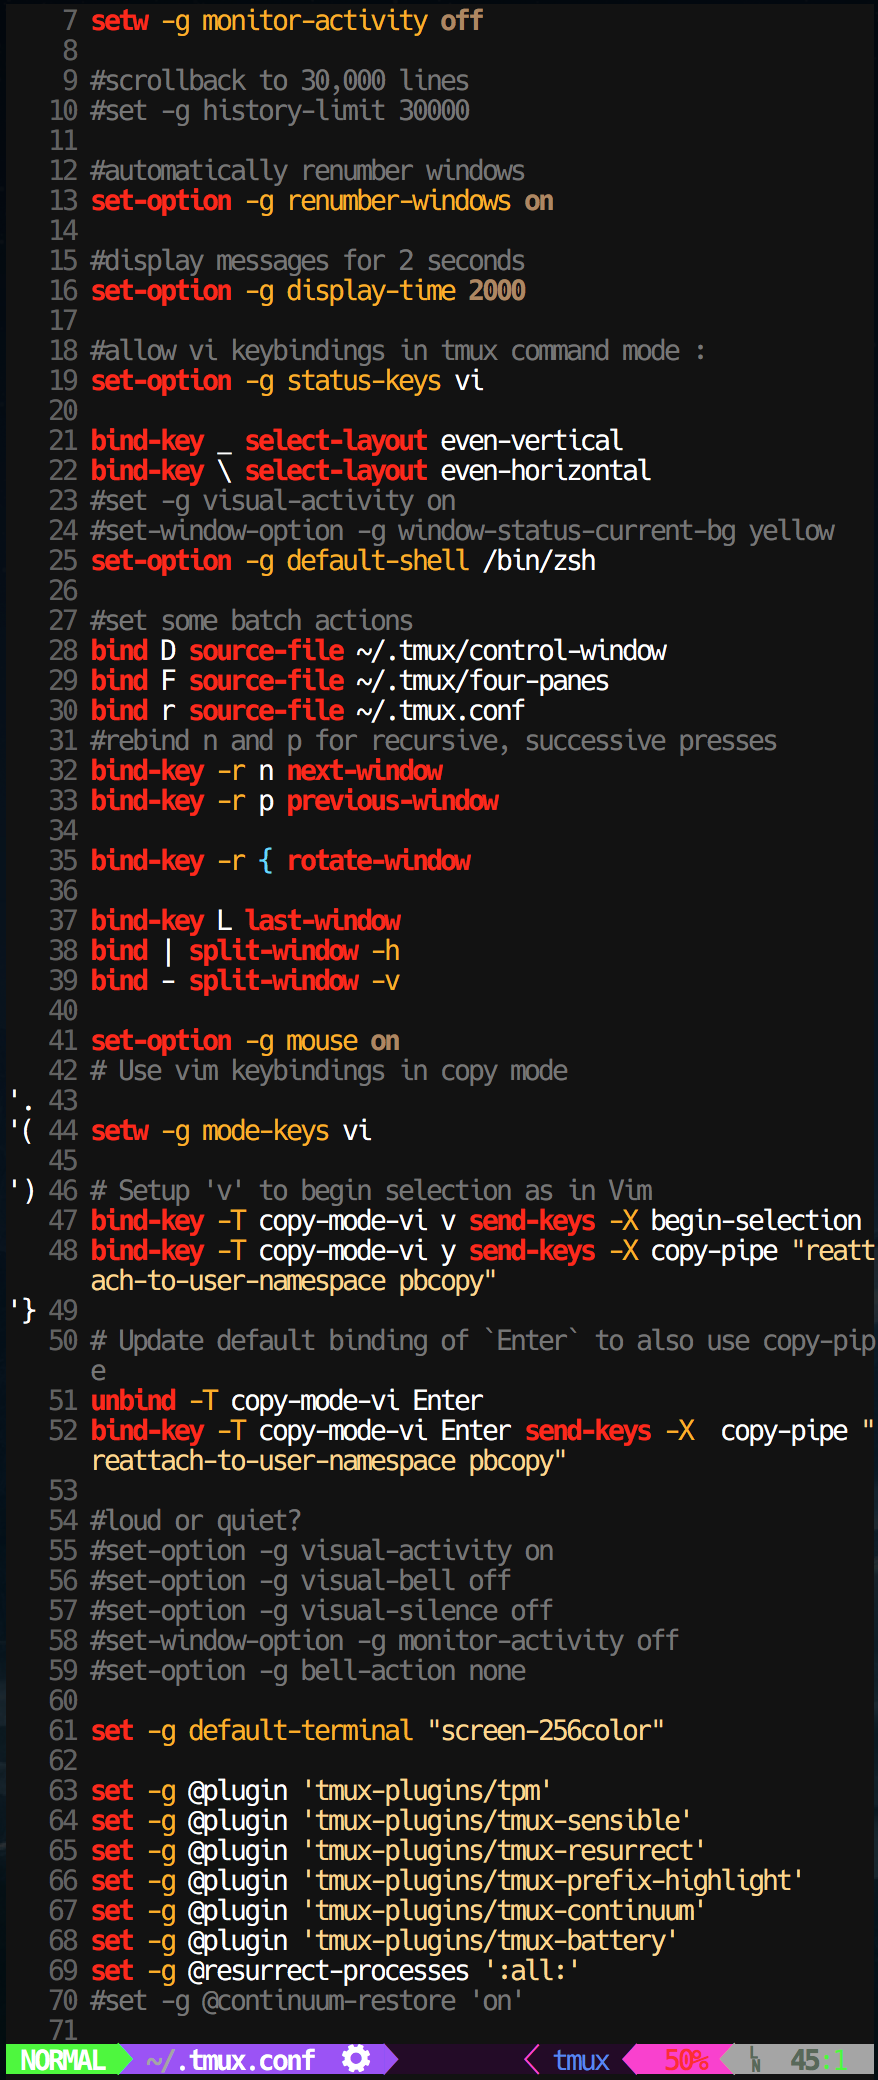 7 setw -g monitor-activity off
8
9 #scrollback to 30,000 lines
10 #set -g history-limit 30000
11
12 #automatically renumber windows
13 set-option -g renumber-windows on
14
15 #display messages for 2 seconds
16 set-option -g display-time 2000
17
18 #allow vi keybindings in tmux command mode :
19 set-option -g status-keys vi
20
21 bind-key _ select-layout even-vertical
22 bind-key \ select-layout even-horizontal
23 #set -g visual-activity on
24 #set-window-option -g window-status-current-bg yellow
25 set-option -g default-shell /bin/zsh
26
27 #set some batch actions
28 bind D source-file ~/.tmux/control-window
29 bind F source-file ~/.tmux/four-panes
30 bind r source-file ~/.tmux.conf
31 #rebind n and p for recursive, successive presses
32 bind-key -r n next-window
33 bind-key -r p previous-window
34
35 bind-key -r { rotate-window
36
37 bind-key L last-window
38 bind | split-window -h
39 bind - split-window -v
40
41 set-option -g mouse on
42 # Use vim keybindings in copy mode
'. 43
'( 44 setw -g mode-keys vi
45
') 46 # Setup 'v' to begin selection as in Vim
47 bind-key -T copy-mode-vi v send-keys -X begin-selection
48 bind-key -T copy-mode-vi y send-keys -X copy-pipe "reatt
ach-to-user-namespace pbcopy"
'} 49
50 # Update default binding of `Enter` to also use copy-pip
e
51 unbind -T copy-mode-vi Enter
52 bind-key -T copy-mode-vi Enter send-keys -X  copy-pipe "
reattach-to-user-namespace pbcopy"
53
54 #loud or quiet?
55 #set-option -g visual-activity on
56 #set-option -g visual-bell off
57 #set-option -g visual-silence off
58 #set-window-option -g monitor-activity off
59 #set-option -g bell-action none
60
61 set -g default-terminal "screen-256color"
62
63 set -g @plugin 'tmux-plugins/tpm'
64 set -g @plugin 'tmux-plugins/tmux-sensible'
65 set -g @plugin 'tmux-plugins/tmux-resurrect'
66 set -g @plugin 'tmux-plugins/tmux-prefix-highlight'
67 set -g @plugin 'tmux-plugins/tmux-continuum'
68 set -g @plugin 'tmux-plugins/tmux-battery'
69 set -g @resurrect-processes ':all:'
70 #set -g @continuum-restore 'on'
71
NORMAL ~/.tmux.conf tmux 50% LN 45:1